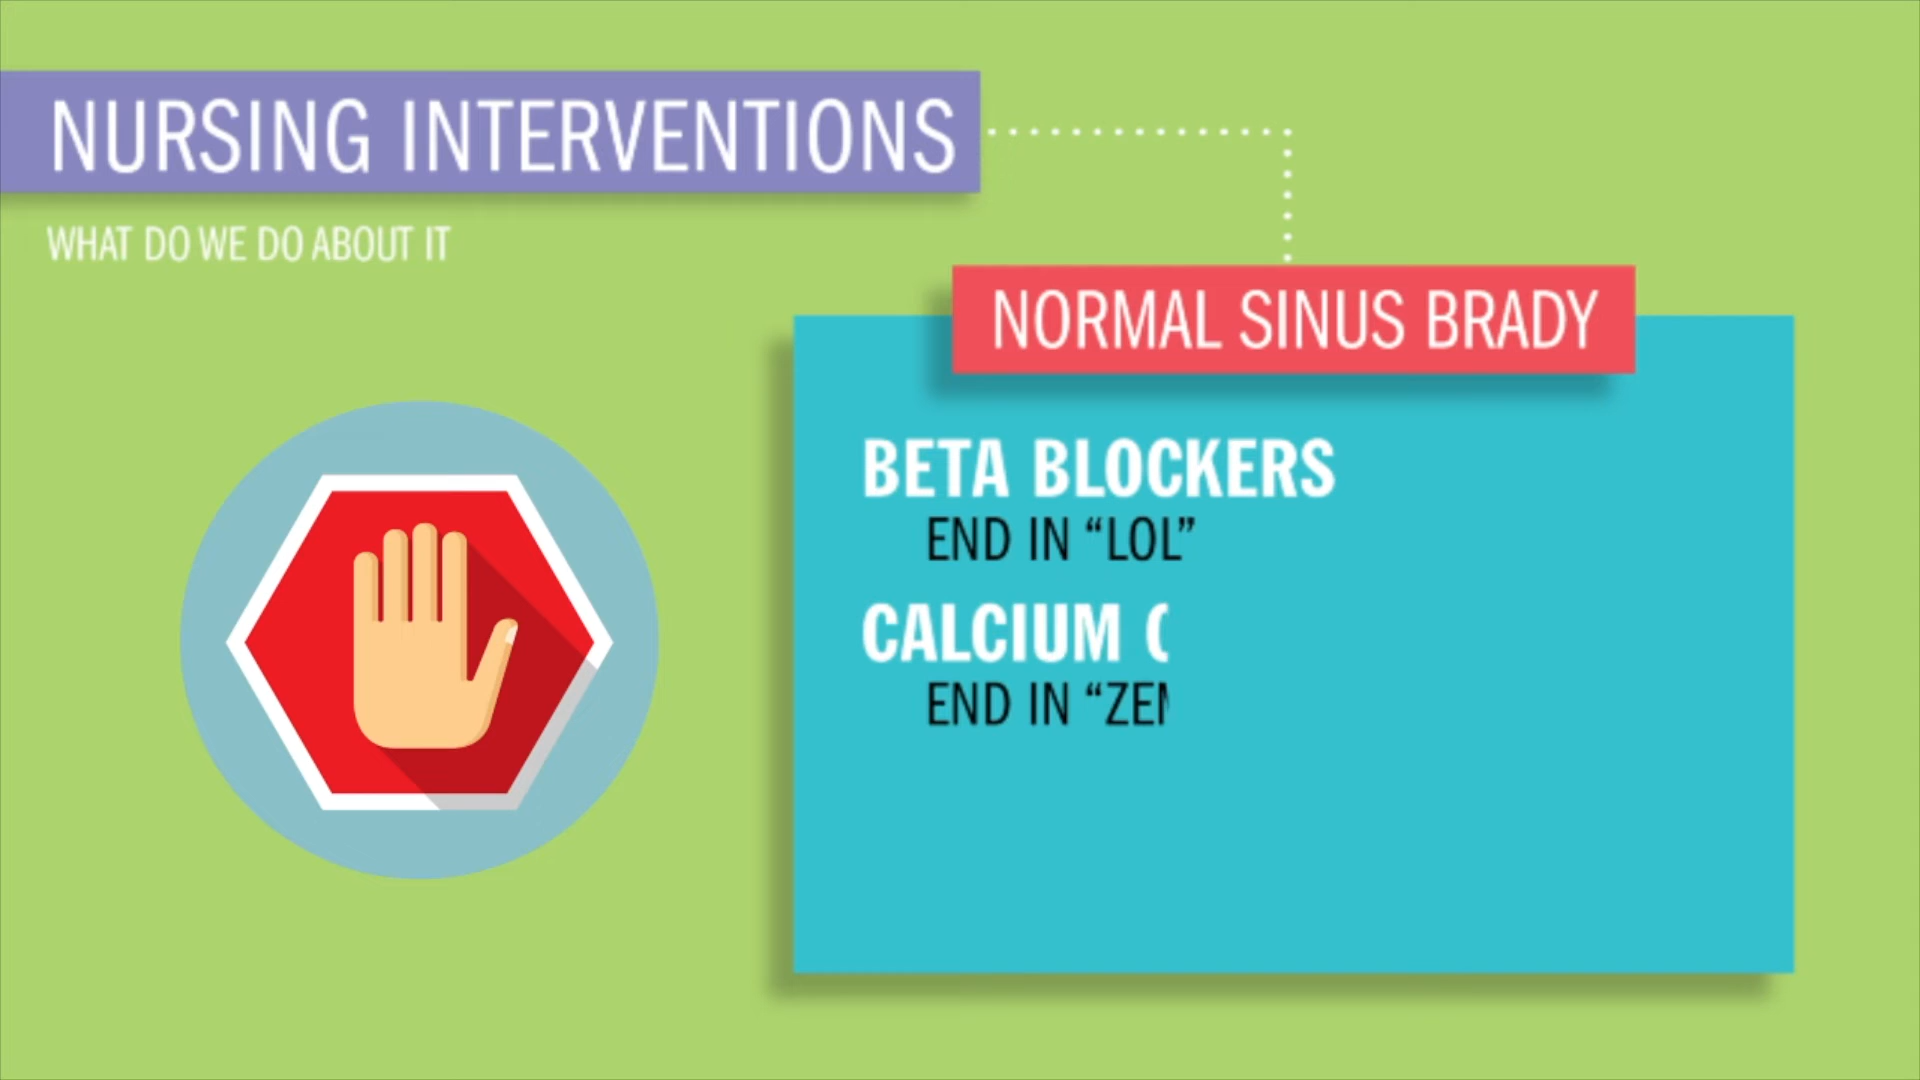 NURSING INTERVENTIONS
WHAT DO WE DO ABOUT IT
NORMAL SINUS BRADY
BETA BLOCKERS
END IN “LOL”
CALCIUM
END IN